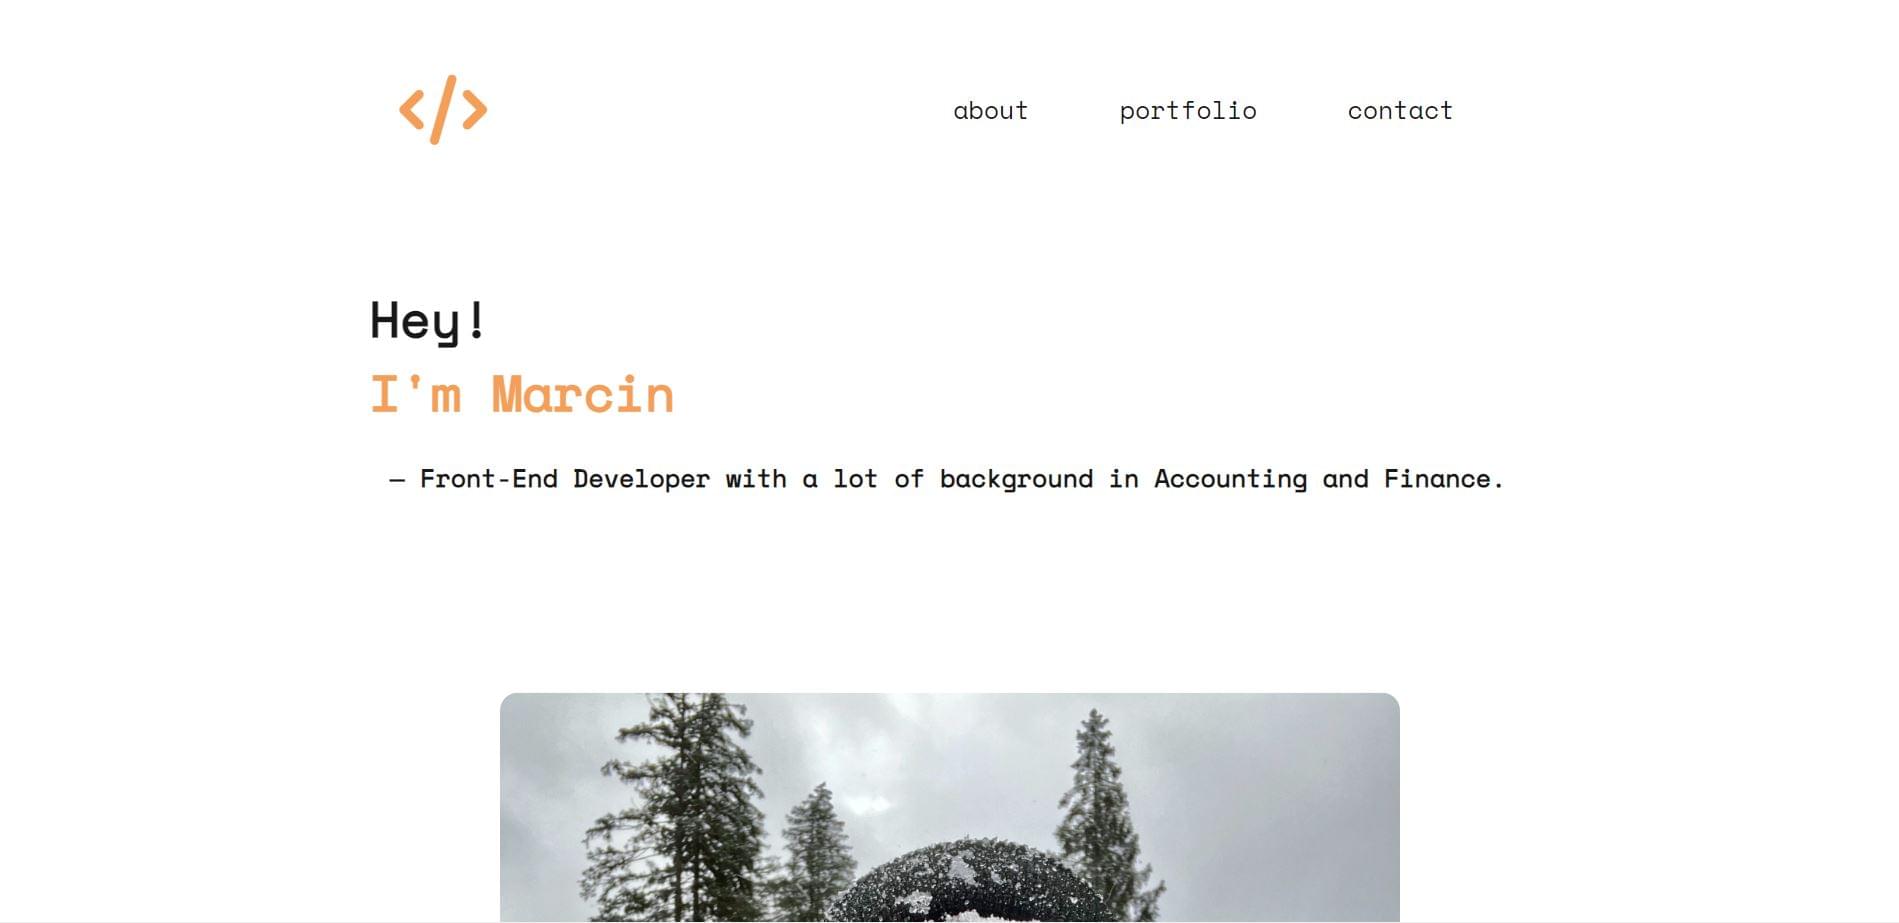 </>
about portfolio contact
Hey!
I'm Marcin
— Front-End Developer with a lot of background in Accounting and Finance.